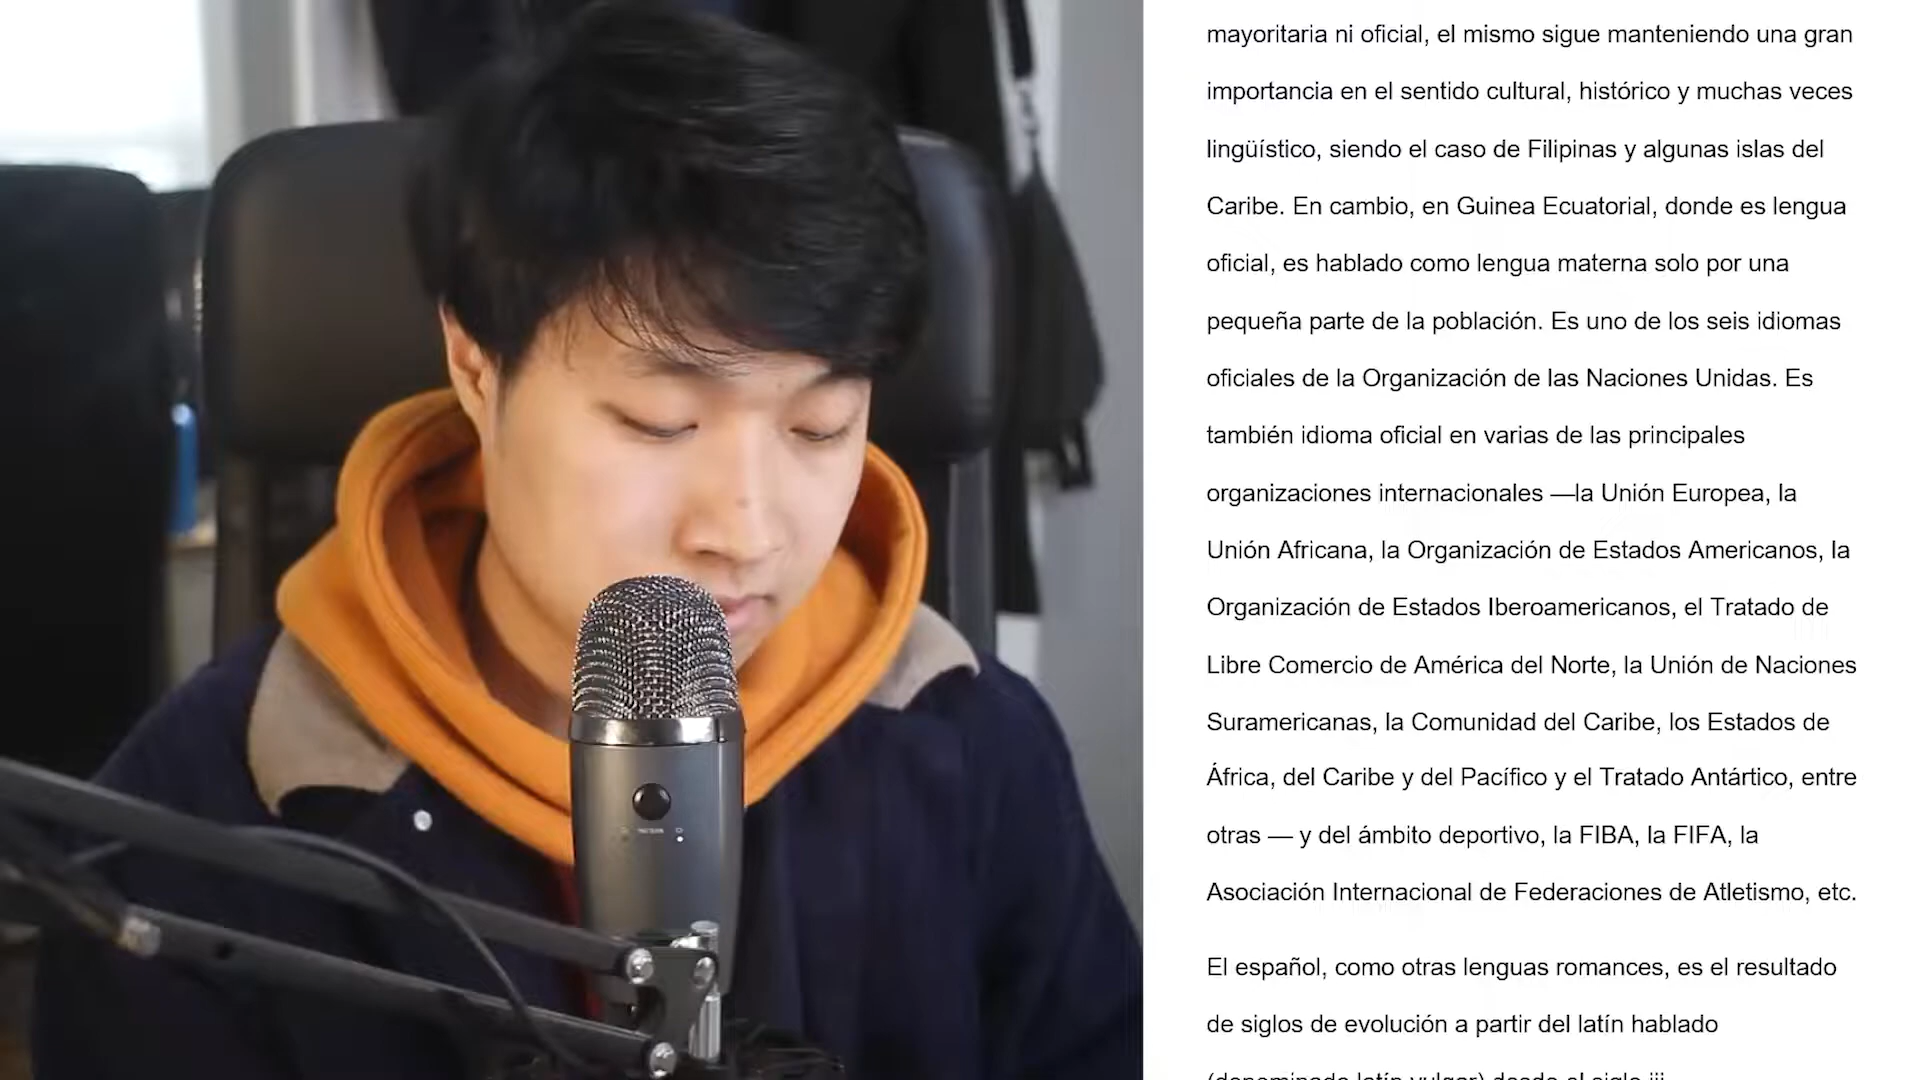 mayoritaria ni oficial, el mismo sigue manteniendo una gran
importancia en el sentido cultural, histórico y muchas veces
lingüístico, siendo el caso de Filipinas y algunas islas del
Caribe. En cambio, en Guinea Ecuatorial, donde es lengua
oficial, es hablado como lengua materna solo por una
pequeña parte de la población. Es uno de los seis idiomas
oficiales de la Organización de las Naciones Unidas. Es
también idioma oficial en varias de las principales
organizaciones internacionales —la Unión Europea, la
Unión Africana, la Organización de Estados Americanos, la
Organización de Estados Iberoamericanos, el Tratado de
Libre Comercio de América del Norte, la Unión de Naciones
Suramericanas, la Comunidad del Caribe, los Estados de
África, del Caribe y del Pacífico y el Tratado Antártico, entre
otras — y del ámbito deportivo, la FIBA, la FIFA, la
Asociación Internacional de Federaciones de Atletismo, etc.
El español, como otras lenguas romances, es el resultado
de siglos de evolución a partir del latín hablado
(denominado latín vulgar) desde el siglo iii